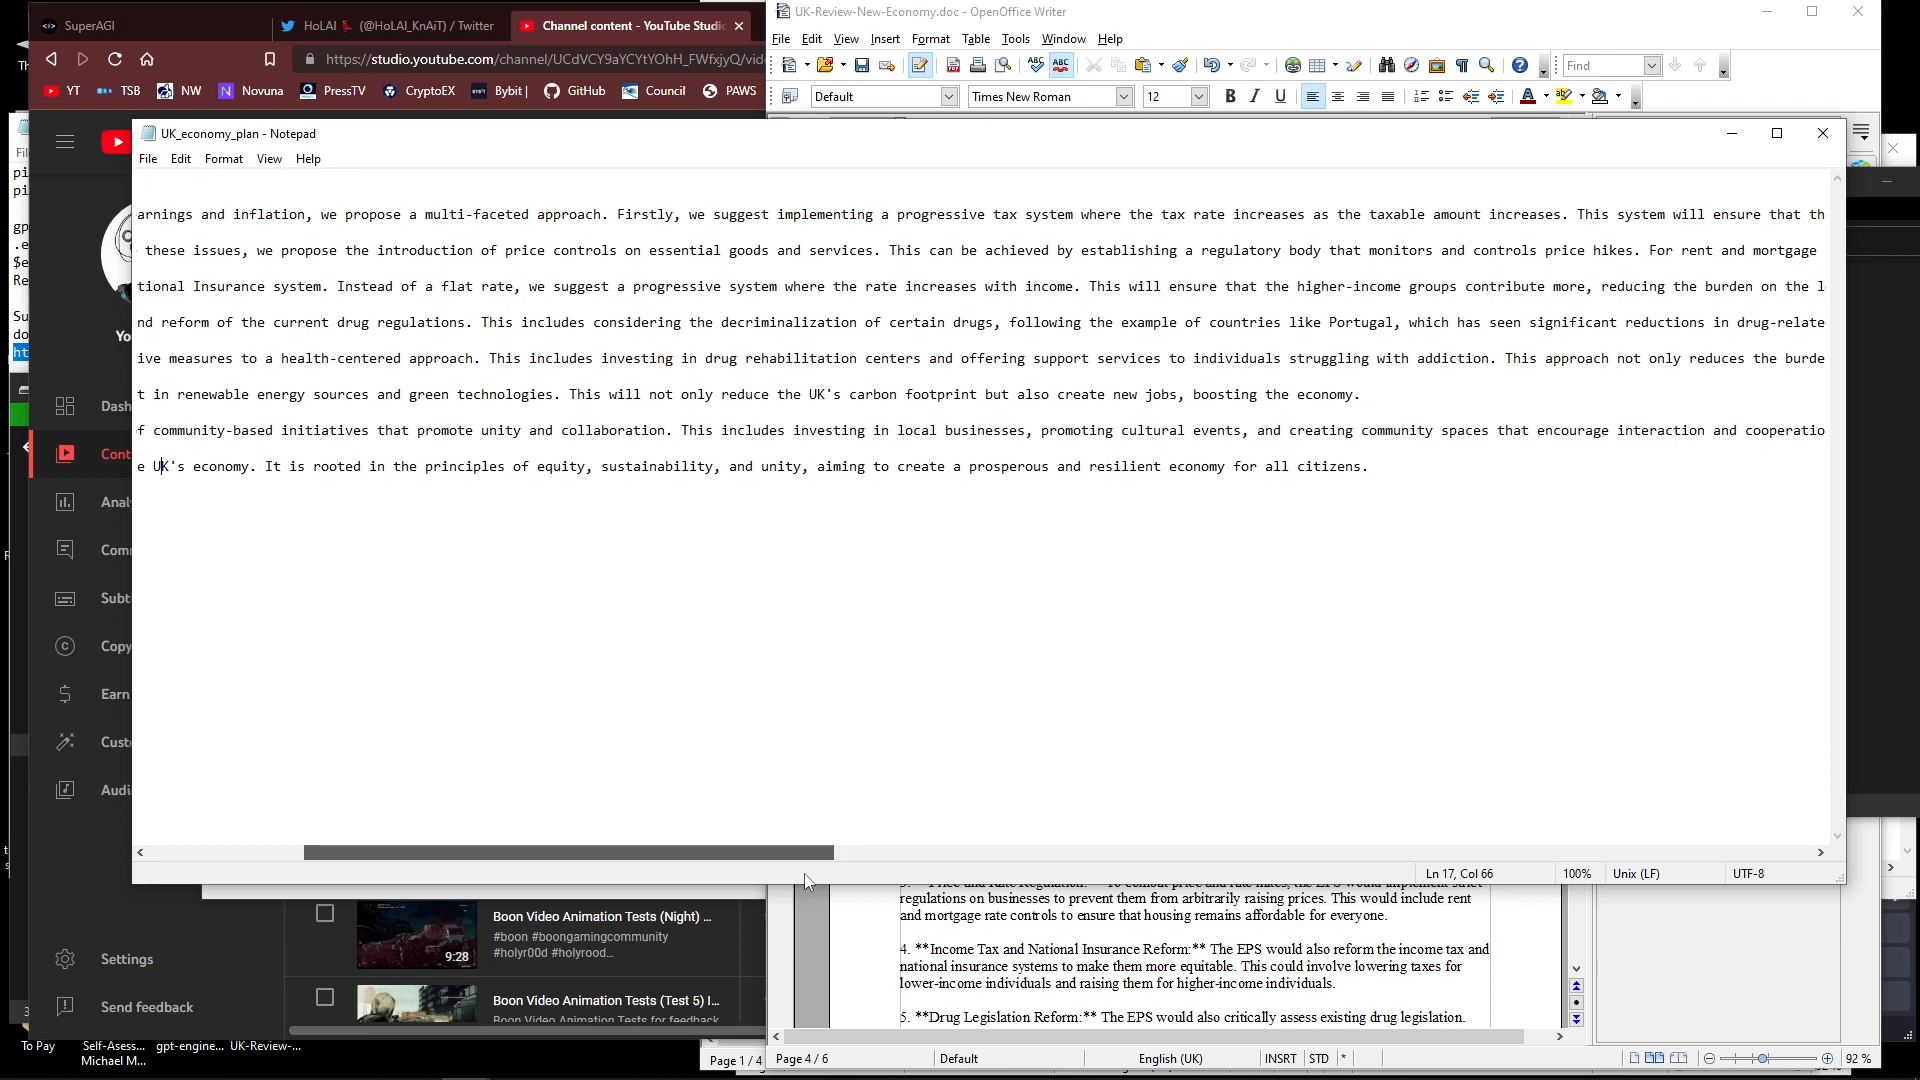 SuperAGI
HoLAI (@HoLAI_KnAiT) / Twitter
Channel content - YouTube Studio
https://studio.youtube.com/channel/UCdVCY9aYCYtYOhH_FWfxjyQ/vid
YT TSB NW Novuna PressTV CryptoEX Bybit | GitHub Council PAWS
UK-Review-New-Economy.doc - OpenOffice Writer
File Edit View Insert Format Table Tools Window Help
Find
Default Times New Roman 12
UK_economy_plan - Notepad
File Edit Format View Help
arnings and inflation, we propose a multi-faceted approach. Firstly, we suggest implementing a progressive tax system where the tax rate increases as the taxable amount increases. This system will ensure that th
these issues, we propose the introduction of price controls on essential goods and services. This can be achieved by establishing a regulatory body that monitors and controls price hikes. For rent and mortgage
tional Insurance system. Instead of a flat rate, we suggest a progressive system where the rate increases with income. This will ensure that the higher-income groups contribute more, reducing the burden on the l
nd reform of the current drug regulations. This includes considering the decriminalization of certain drugs, following the example of countries like Portugal, which has seen significant reductions in drug-relate
ive measures to a health-centered approach. This includes investing in drug rehabilitation centers and offering support services to individuals struggling with addiction. This approach not only reduces the burde
t in renewable energy sources and green technologies. This will not only reduce the UK's carbon footprint but also create new jobs, boosting the economy.
f community-based initiatives that promote unity and collaboration. This includes investing in local businesses, promoting cultural events, and creating community spaces that encourage interaction and cooperatio
e UK's economy. It is rooted in the principles of equity, sustainability, and unity, aiming to create a prosperous and resilient economy for all citizens.
Ln 17, Col 66 100% Unix (LF) UTF-8
Yo
Dash
Cont
Anal
Com
Subt
Copy
Earn
Cust
Audi
Settings
Send feedback
Boon Video Animation Tests (Night) ...
#boon #boongamingcommunity
#holyr00d #holyrood...
9:28
Boon Video Animation Tests (Test 5) I...
Boon Video Animation Tests for feedback
regulations on businesses to prevent them from arbitrarily raising prices. This would include rent
and mortgage rate controls to ensure that housing remains affordable for everyone.
4. **Income Tax and National Insurance Reform:** The EPS would also reform the income tax and
national insurance systems to make them more equitable. This could involve lowering taxes for
lower-income individuals and raising them for higher-income individuals.
5. **Drug Legislation Reform:** The EPS would also critically assess existing drug legislation.
To Pay
Self-Asess...
Michael M...
gpt-engine...
UK-Review-...
Page 1 / 4
Page 4 / 6 Default English (UK) INSRT STD * 92 %